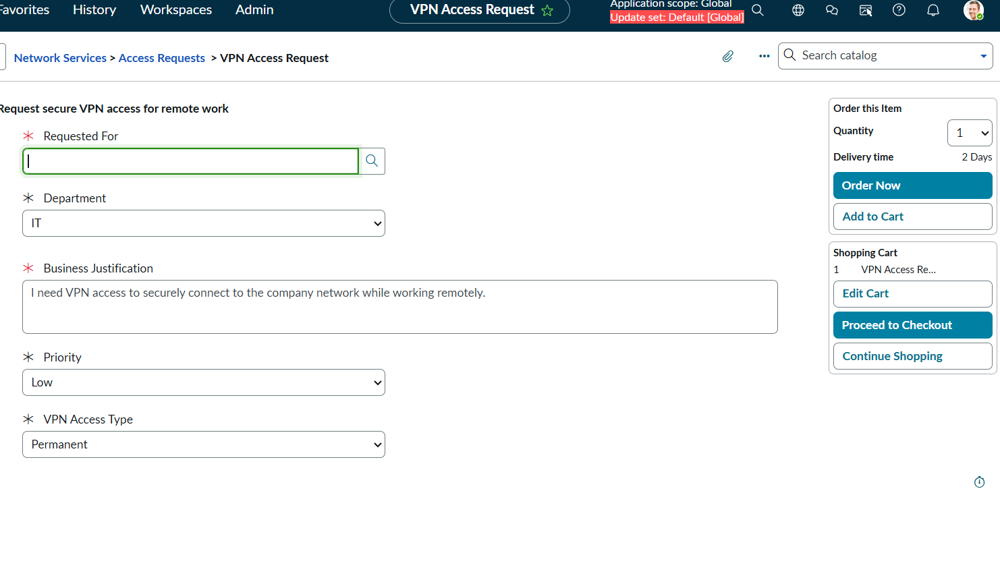 Favorites History Workspaces Admin
VPN Access Request
Application scope: Global
Update set: Default [Global]
Network Services > Access Requests > VPN Access Request
Search catalog
Request secure VPN access for remote work
Requested For
Department
IT
Business Justification
I need VPN access to securely connect to the company network while working remotely.
Priority
Low
VPN Access Type
Permanent
Order this Item
Quantity
1
Delivery time 2 Days
Order Now
Add to Cart
Shopping Cart
1 VPN Access Re...
Edit Cart
Proceed to Checkout
Continue Shopping